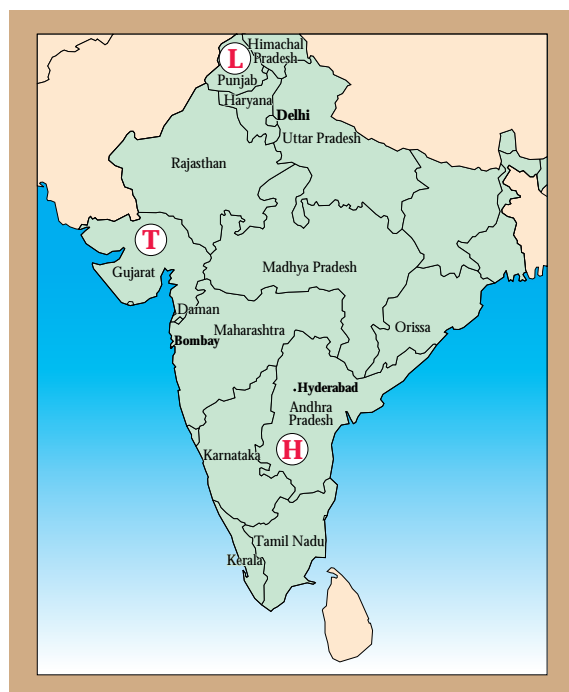 Himachal
Pradesh
L
Punjab
Haryana
Delhi
Uttar Pradesh
Rajasthan
T
Gujarat
Madhya Pradesh
Daman
Maharashtra
Orissa
Bombay
Hyderabad
Andhra
Pradesh
H
Karnataka
Tamil Nadu
Kerala